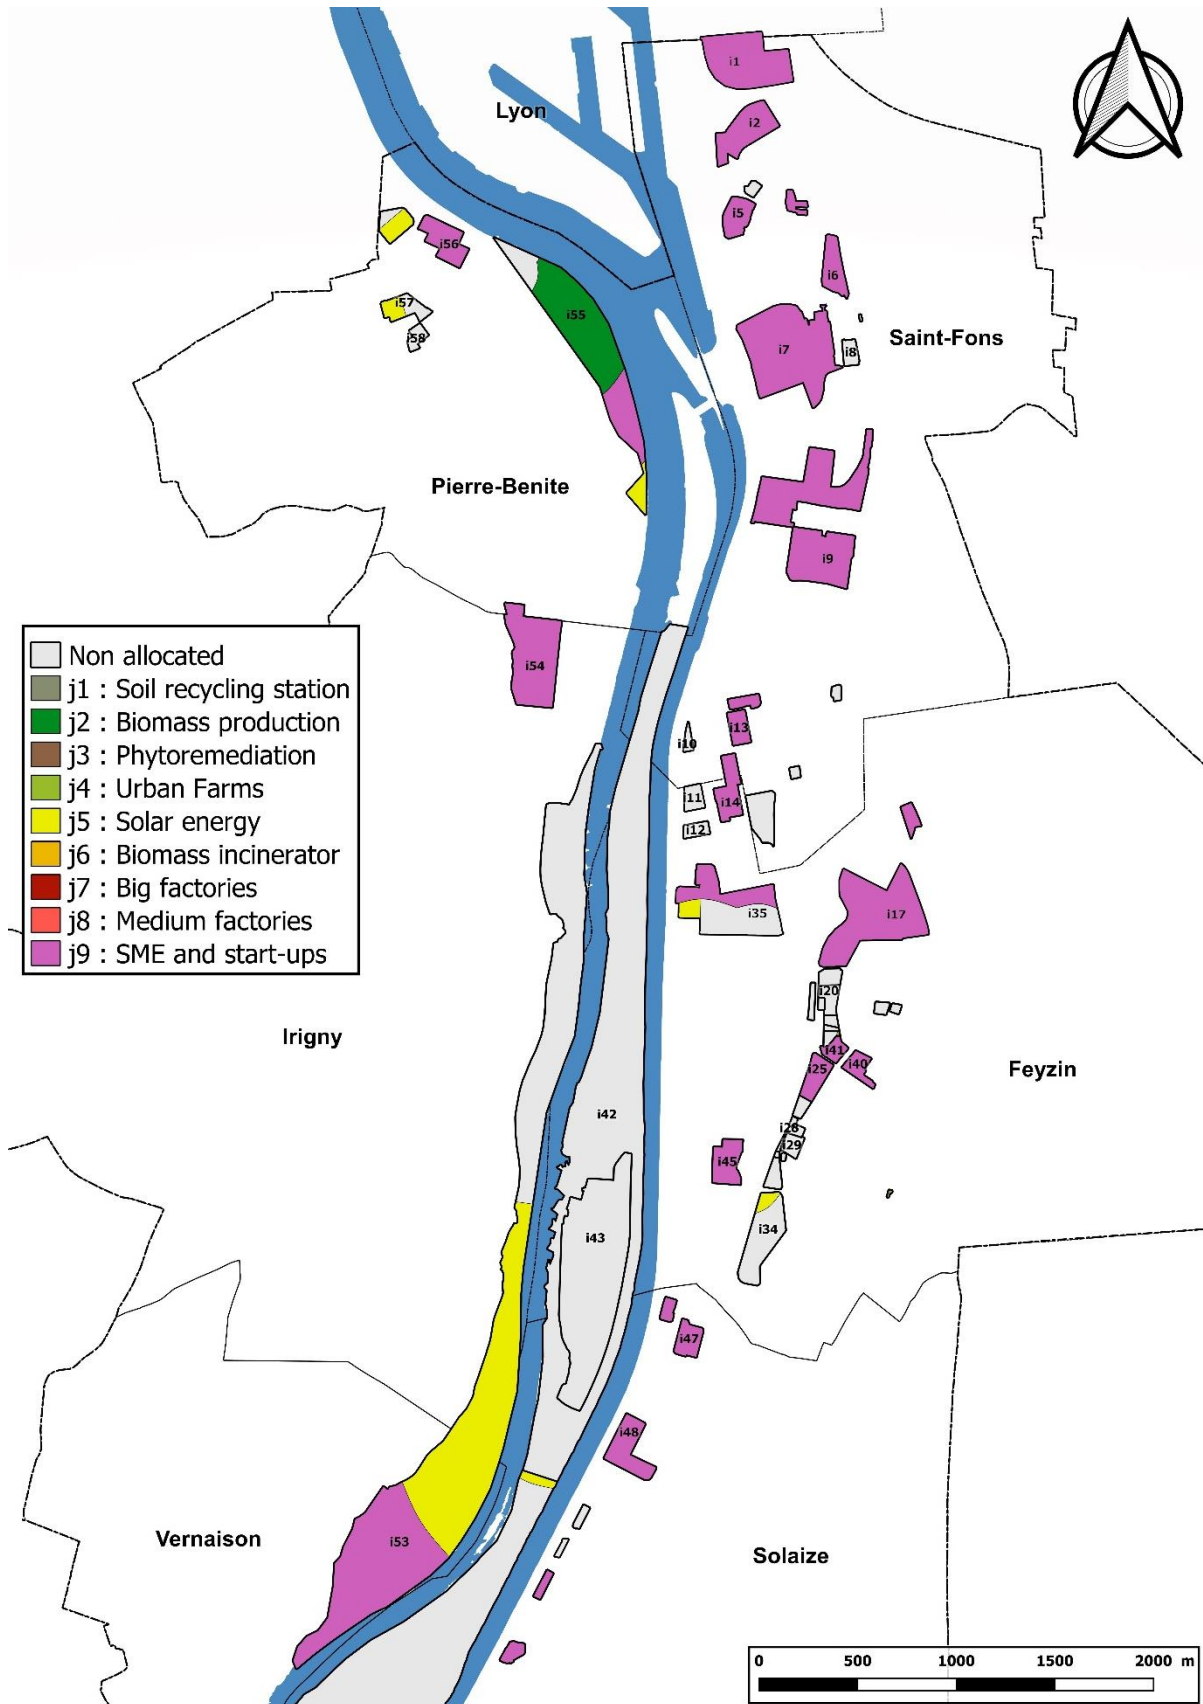 i1
Lyon
i2
i5
i56
i6
i57
i55
i58
i7
i8
Saint-Fons
Pierre-Benite
i9
i54
Non allocated
j1 : Soil recycling station
j2 : Biomass production
j3 : Phytoremediation
j4 : Urban Farms
j5 : Solar energy
j6 : Biomass incinerator
j7 : Big factories
j8 : Medium factories
j9 : SME and start-ups
i13
i10
i11
i14
i12
i35
i17
i20
Irigny
i41
i40
i25
Feyzin
i42
i28
i29
i45
i34
i43
i47
i48
Vernaison
i53
Solaize
0 500 1000 1500 2000 m